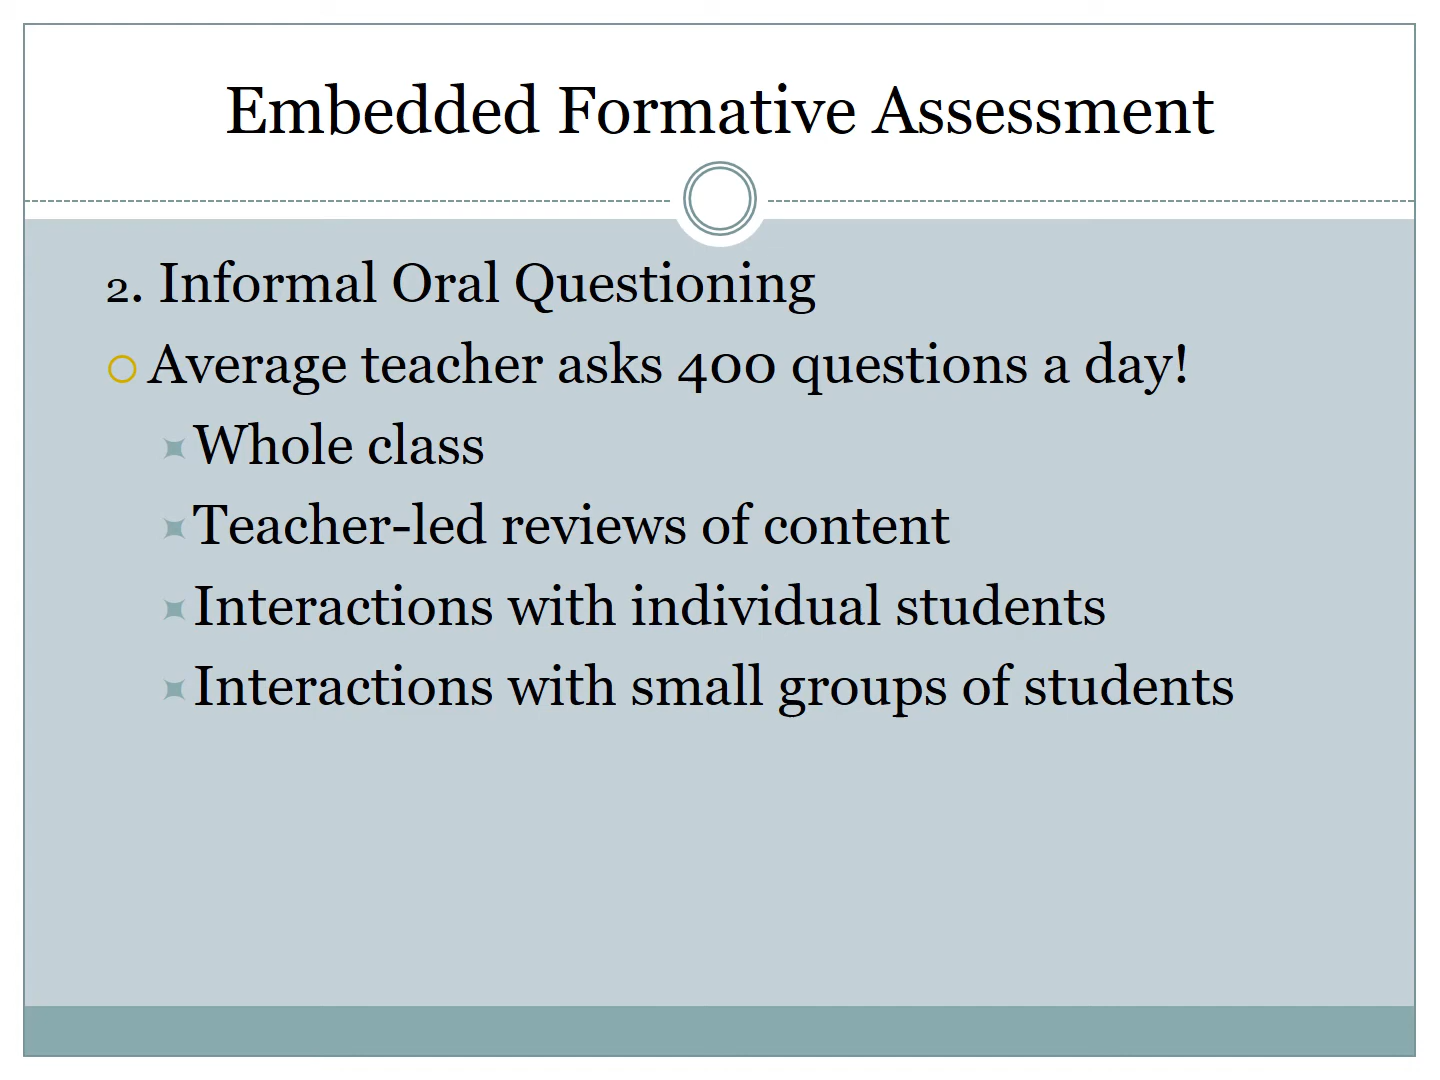 Embedded Formative Assessment
2. Informal Oral Questioning
Average teacher asks 400 questions a day!
Whole class
Teacher-led reviews of content
Interactions with individual students
Interactions with small groups of students